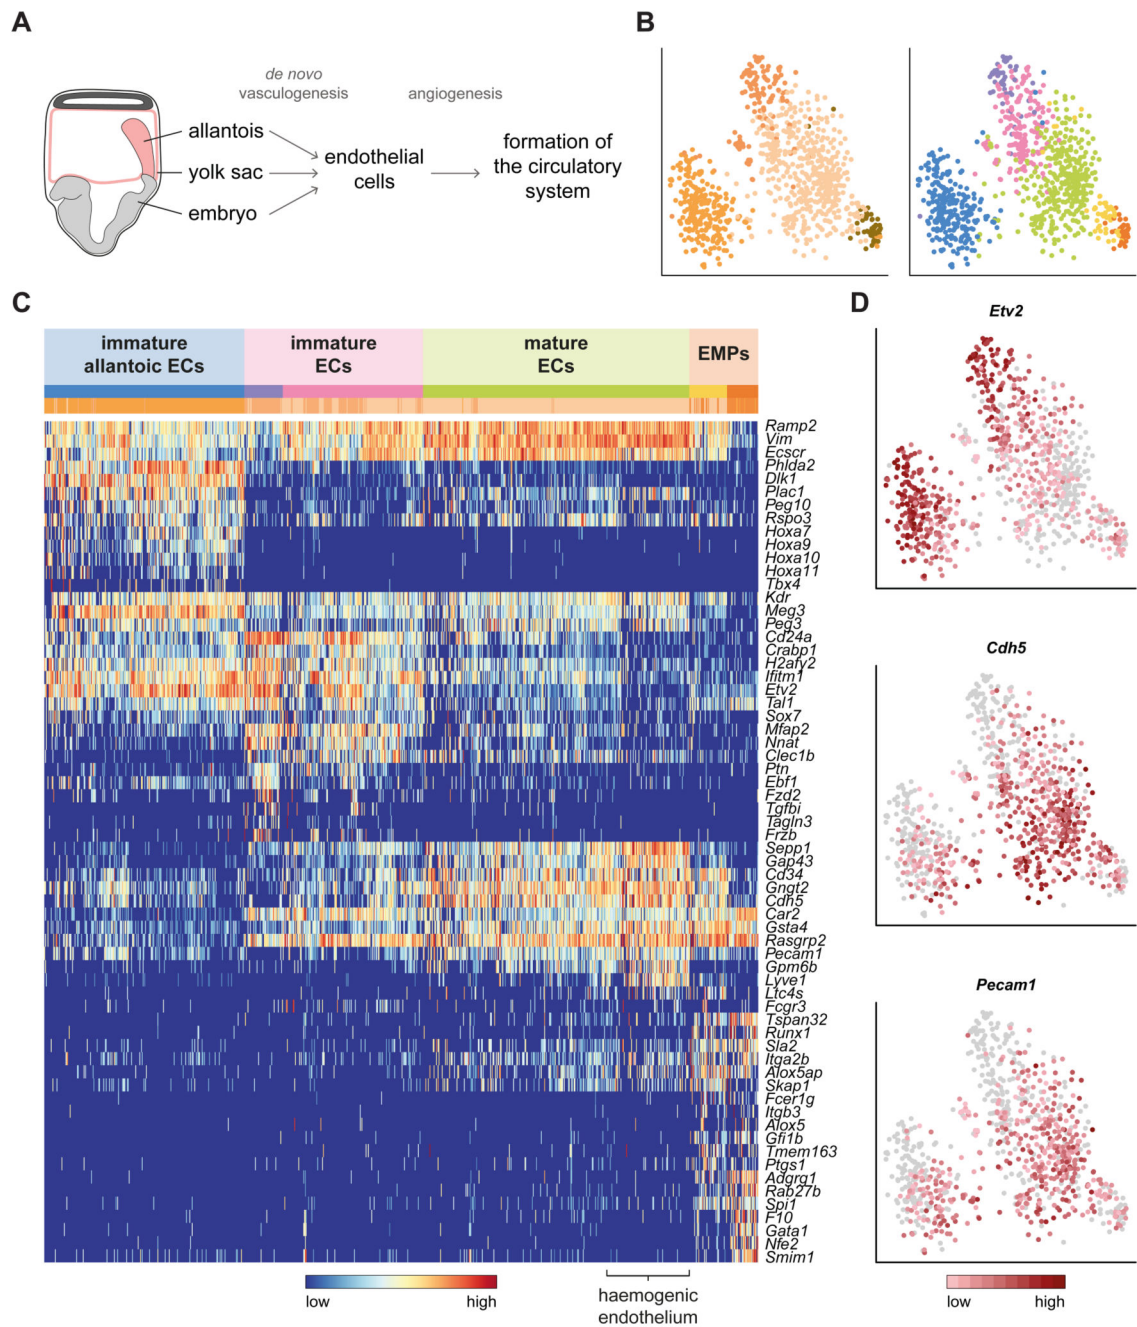 A
de novo
vasculogenesis
angiogenesis
allantois
yolk sac
embryo
endothelial
cells
formation of
the circulatory
system
B
C
immature
allantoic ECs
immature
ECs
mature
ECs
EMPs
Ramp2
Vim
Ecscr
Phlda2
Dlk1
Plac1
Peg10
Rspo3
Hoxa7
Hoxa9
Hoxa10
Hoxa11
Tbx4
Kdr
Meg3
Peg3
Cd24a
Crabp1
H2afy2
Ifitm1
Etv2
Tal1
Sox7
Mfap2
Nnat
Clec1b
Ptn
Ebf1
Fzd2
Tgfbi
Tagln3
Frzb
Sepp1
Gap43
Cd34
Gngt2
Cdh5
Car2
Gsta4
Rasgrp2
Pecam1
Gpm6b
Lyve1
Ltc4s
Fcgr3
Tspan32
Runx1
Sla2
Itga2b
Alox5ap
Skap1
Fcer1g
Itgb3
Alox5
Gfi1b
Tmem163
Ptgs1
Adgrg1
Rab27b
Spi1
F10
Gata1
Nfe2
Smim1
low
high
haemogenic
endothelium
D
Etv2
Cdh5
Pecam1
low
high